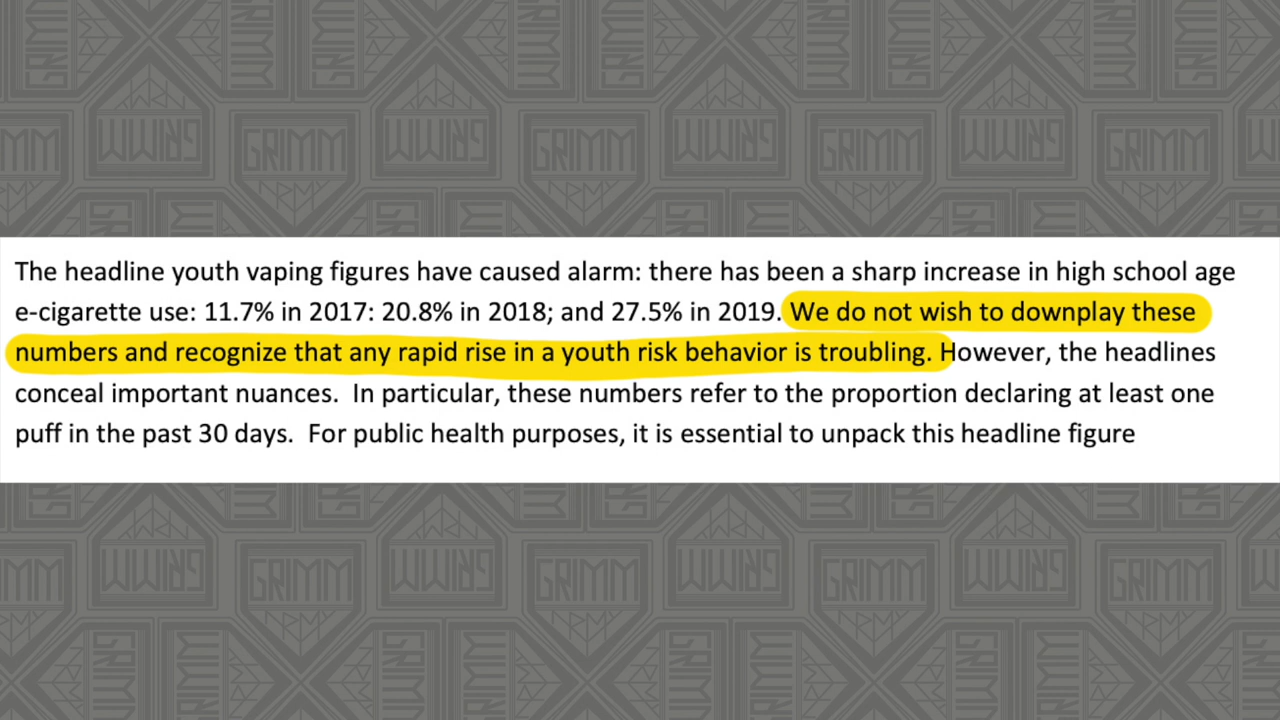 The headline youth vaping figures have caused alarm: there has been a sharp increase in high school age
e-cigarette use: 11.7% in 2017: 20.8% in 2018; and 27.5% in 2019. We do not wish to downplay these
numbers and recognize that any rapid rise in a youth risk behavior is troubling. However, the headlines
conceal important nuances.  In particular, these numbers refer to the proportion declaring at least one
puff in the past 30 days.  For public health purposes, it is essential to unpack this headline figure